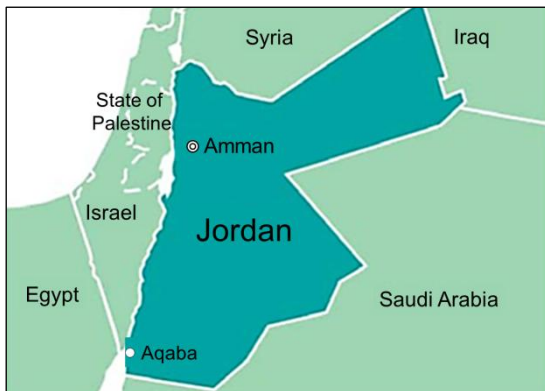 Syria
Iraq
State of
Palestine
Amman
Israel
Jordan
Egypt
Saudi Arabia
Aqaba